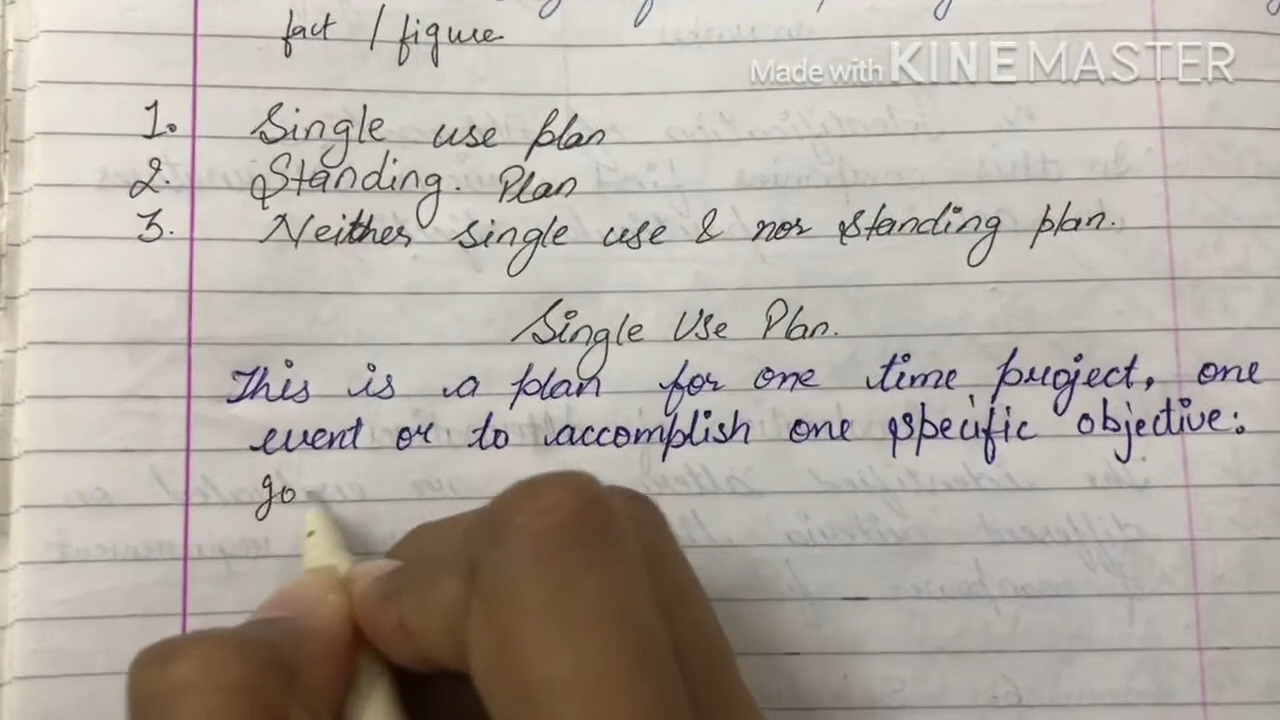 fact / figure
Made with KINEMASTER
1. Single use plan
2. Standing. Plan
3. Neither single use & nor standing plan.
Single Use Plan.
This is a plan for one time project, one
event or to accomplish one specific objective:
go